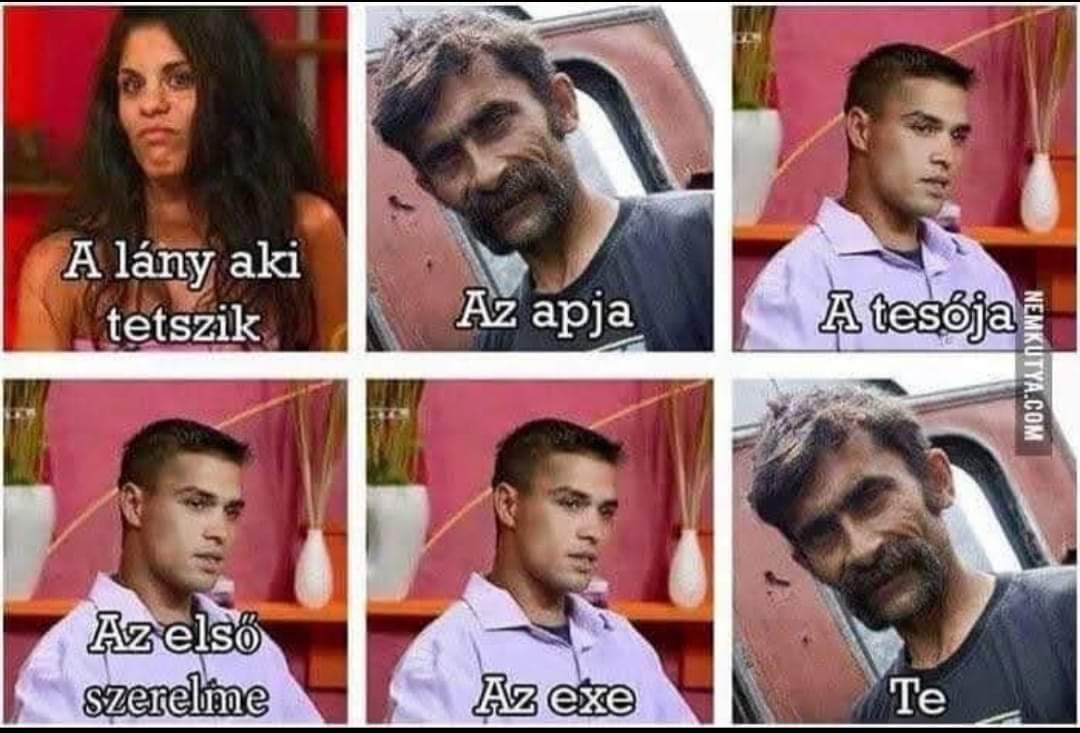 A lány aki
tetszik
Az apja
A tesója
NEMKUTYA.COM
Az első
szerelme
Az exe
Te